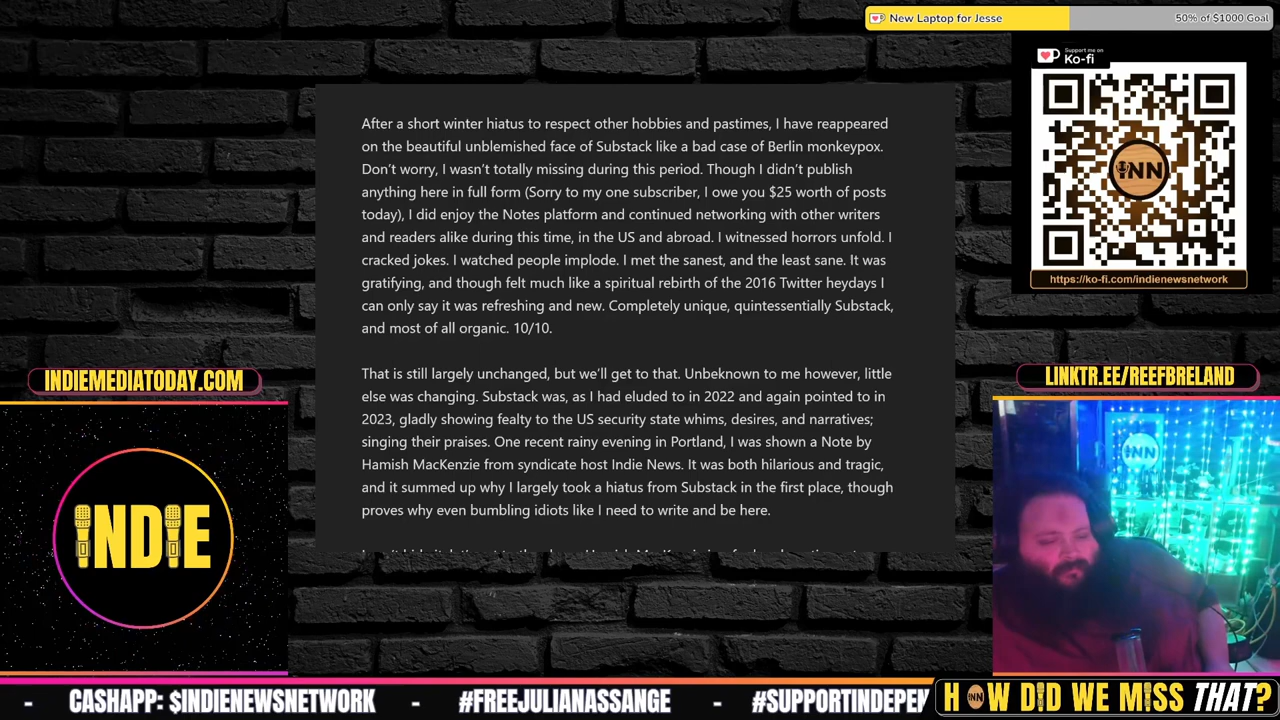 New Laptop for Jesse
50% of $1000 Goal
Support me on
Ko-fi
INN
https://ko-fi.com/indienewsnetwork
After a short winter hiatus to respect other hobbies and pastimes, I have reappeared
on the beautiful unblemished face of Substack like a bad case of Berlin monkeypox.
Don't worry, I wasn't totally missing during this period. Though I didn't publish
anything here in full form (Sorry to my one subscriber, I owe you $25 worth of posts
today), I did enjoy the Notes platform and continued networking with other writers
and readers alike during this time, in the US and abroad. I witnessed horrors unfold. I
cracked jokes. I watched people implode. I met the sanest, and the least sane. It was
gratifying, and though felt much like a spiritual rebirth of the 2016 Twitter heydays I
can only say it was refreshing and new. Completely unique, quintessentially Substack,
and most of all organic. 10/10.
That is still largely unchanged, but we'll get to that. Unbeknown to me however, little
else was changing. Substack was, as I had eluded to in 2022 and again pointed to in
2023, gladly showing fealty to the US security state whims, desires, and narratives;
singing their praises. One recent rainy evening in Portland, I was shown a Note by
Hamish MacKenzie from syndicate host Indie News. It was both hilarious and tragic,
and it summed up why I largely took a hiatus from Substack in the first place, though
proves why even bumbling idiots like I need to write and be here.
INDIEMEDIATODAY.COM
INDIE
LINKTR.EE/REEFBRELAND
INN
- CASHAPP: $INDIENEWSNETWORK - #FREEJULIANASSANGE - #SUPPORTINDEPEN
HOW DID WE MISS THAT?